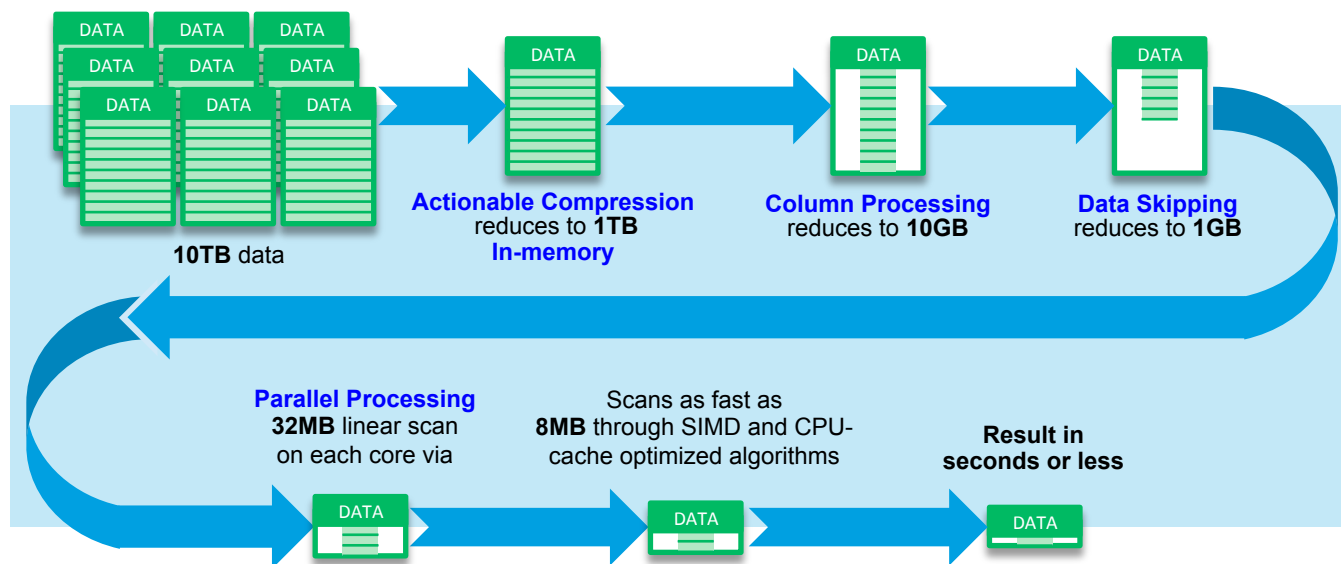 DATA DATA DATA
DATA DATA DATA
DATA DATA DATA
10TB data
DATA
Actionable Compression
reduces to 1TB
In-memory
DATA
Column Processing
reduces to 10GB
DATA
Data Skipping
reduces to 1GB
Parallel Processing
32MB linear scan
on each core via
DATA
Scans as fast as
8MB through SIMD and CPU-
cache optimized algorithms
DATA
Result in
seconds or less
DATA